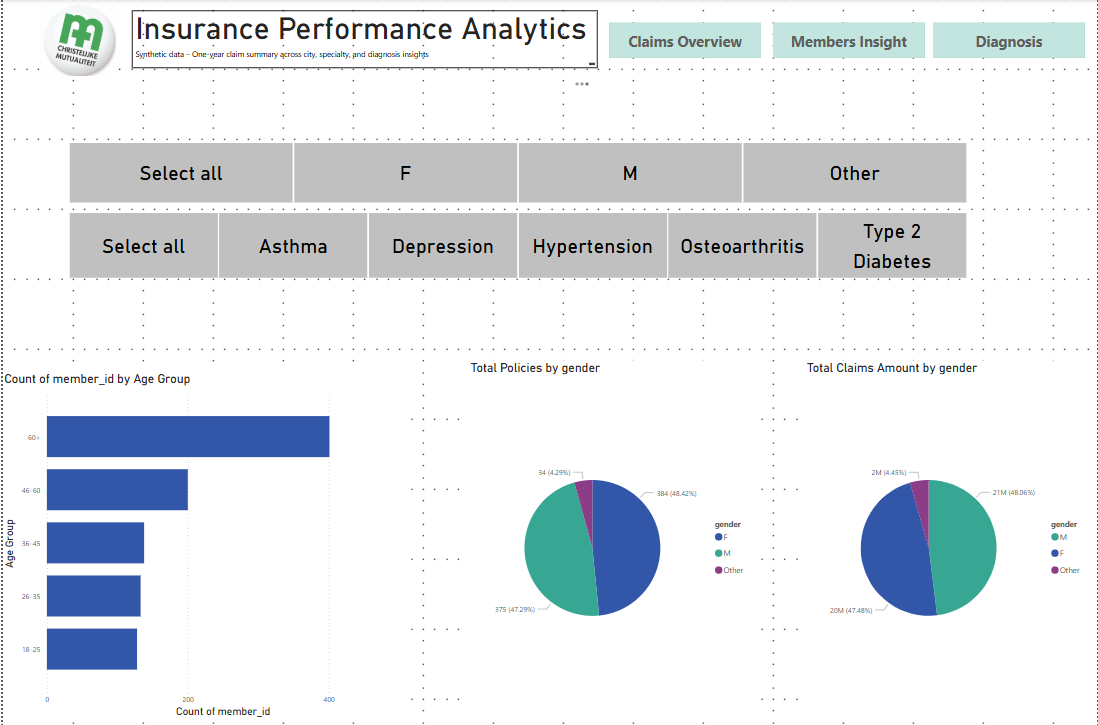 CHRISTELIJKE
MUTUALITEIT
Insurance Performance Analytics
Synthetic data – One-year claim summary across city, specialty, and diagnosis insights
Claims Overview
Members Insight
Diagnosis
Select all
F
M
Other
Select all
Asthma
Depression
Hypertension
Osteoarthritis
Type 2
Diabetes
Count of member_id by Age Group
Age Group
60+
46-60
36-45
26-35
18-25
0
200
400
Count of member_id
Total Policies by gender
34 (4.29%)
384 (48.42%)
375 (47.29%)
gender
F
M
Other
Total Claims Amount by gender
2M (4.45%)
21M (48.06%)
20M (47.48%)
gender
M
F
Other